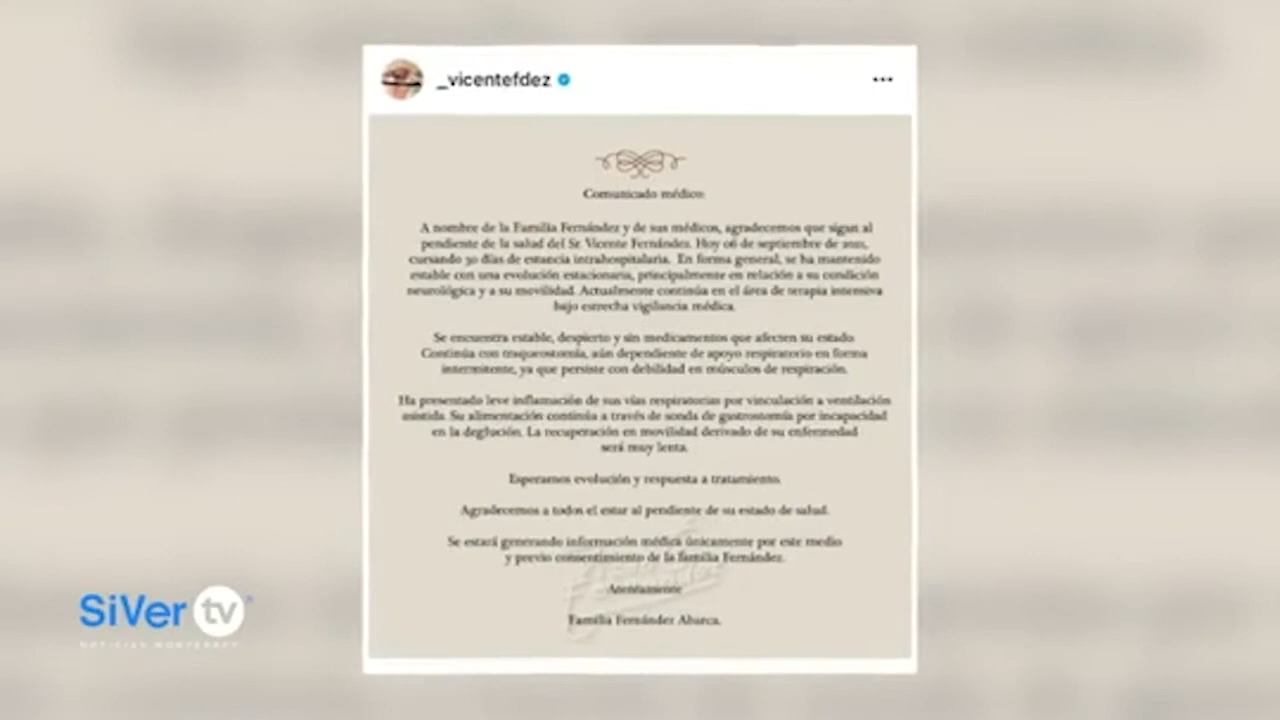 _vicentefdez
Comunicado médico:
A nombre de la Familia Fernández y de sus médicos, agradecemos que sigan al
pendiente de la salud del Sr. Vicente Fernández. Hoy 06 de septiembre de 2021,
cursando 30 días de estancia intrahospitalaria. En forma general, se ha mantenido
estable con una evolución estacionaria, principalmente en relación a su condición
neurológica y a su movilidad. Actualmente continúa en el área de terapia intensiva
bajo estrecha vigilancia médica.
Se encuentra estable, despierto y sin medicamentos que afecten su estado.
Continúa con traqueostomía, aún dependiente de apoyo respiratorio en forma
intermitente, ya que persiste con debilidad en músculos de respiración.
Ha presentado leve inflamación de sus vías respiratorias por vinculación a ventilación
asistida. Su alimentación continúa a través de sonda de gastrostomía por incapacidad
en la deglución. La recuperación en movilidad derivado de su enfermedad
será muy lenta.
Esperamos evolución y respuesta a tratamiento.
Agradecemos a todos el estar al pendiente de su estado de salud.
Se estará generando información médica únicamente por este medio
y previo consentimiento de la familia Fernández.
Atentamente
Familia Fernández Abarca.
SiVer tv
NOTICIAS MONTERREY